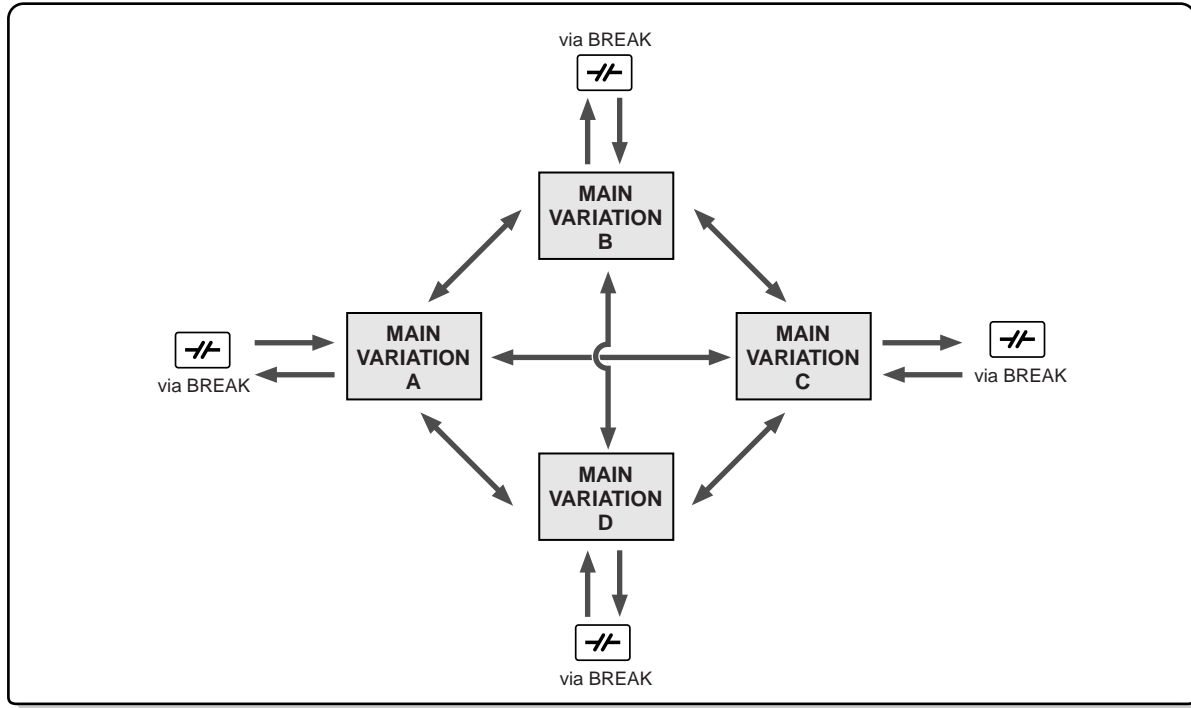 via BREAK
MAIN
VARIATION
B
MAIN
VARIATION
A
via BREAK
MAIN
VARIATION
C
via BREAK
MAIN
VARIATION
D
via BREAK